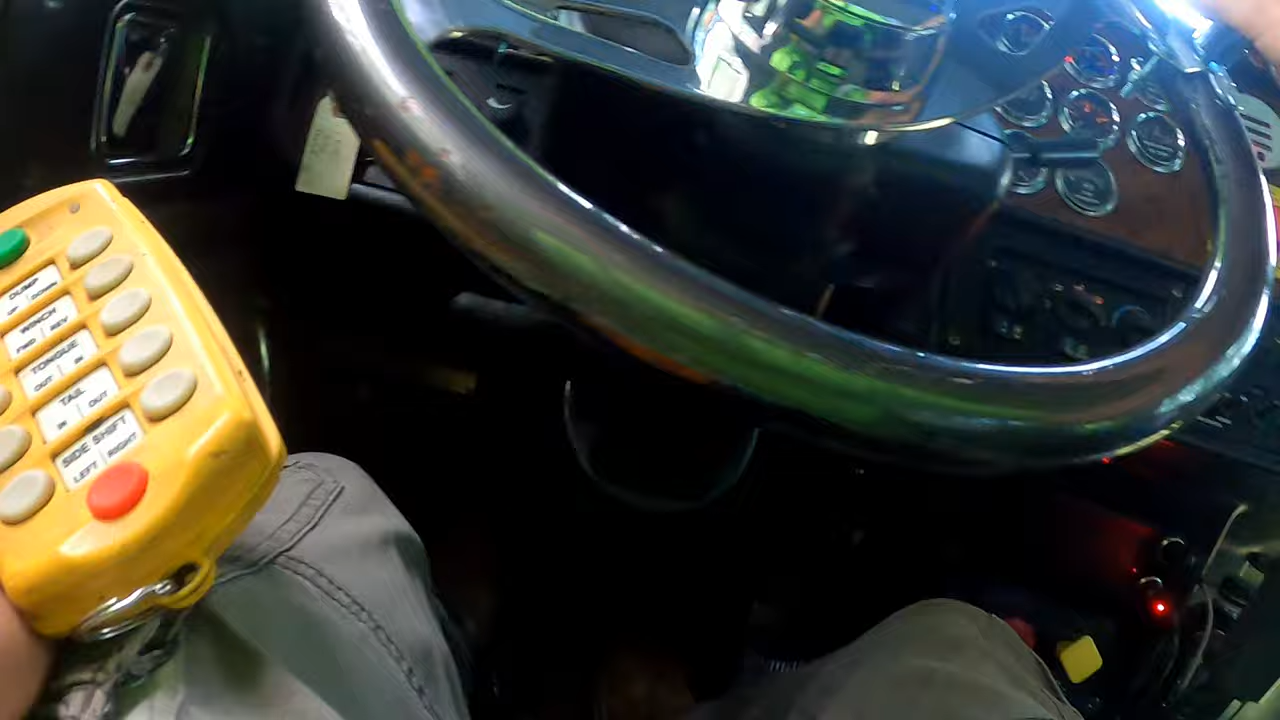 DUMP
UP DOWN
WINCH
FWD REV
TONGUE
OUT IN
TAIL
IN OUT
SIDE SHIFT
LEFT RIGHT